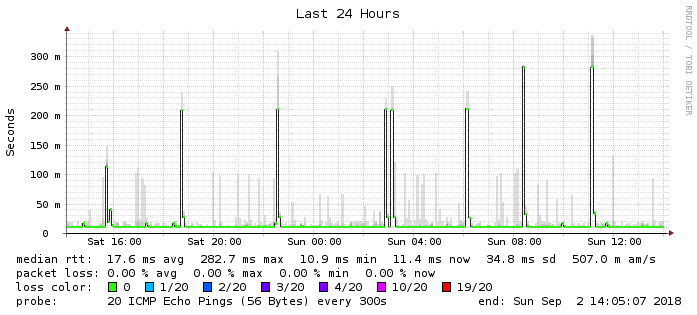 Last 24 Hours
RRDTOOL / TOBI OETIKER
Seconds
300 m
250 m
200 m
150 m
100 m
50 m
0
Sat 16:00 Sat 20:00 Sun 00:00 Sun 04:00 Sun 08:00 Sun 12:00
median rtt: 17.6 ms avg 282.7 ms max 10.9 ms min 11.4 ms now 34.8 ms sd 507.0 m am/s
packet loss: 0.00 % avg 0.00 % max 0.00 % min 0.00 % now
loss color: 0 1/20 2/20 3/20 4/20 10/20 19/20
probe: 20 ICMP Echo Pings (56 Bytes) every 300s end: Sun Sep 2 14:05:07 2018